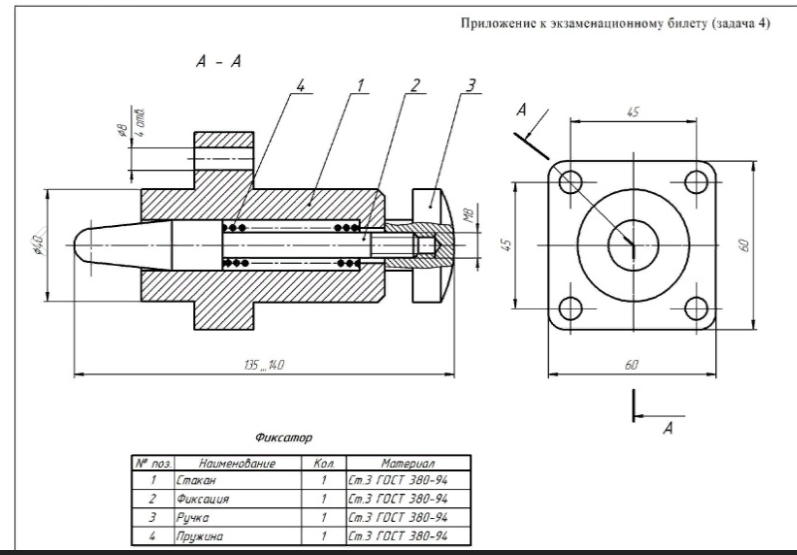 Приложение к экзаменационному билету (задача 4)
А - А
4
1
2
3
А
45
⌀8
4 отв.
⌀40
М8
45
60
135...140
60
А
Фиксатор
№ поз. Наименование Кол. Материал
1 Стакан 1 Ст.3 ГОСТ 380-94
2 Фиксация 1 Ст.3 ГОСТ 380-94
3 Ручка 1 Ст.3 ГОСТ 380-94
4 Пружина 1 Ст.3 ГОСТ 380-94